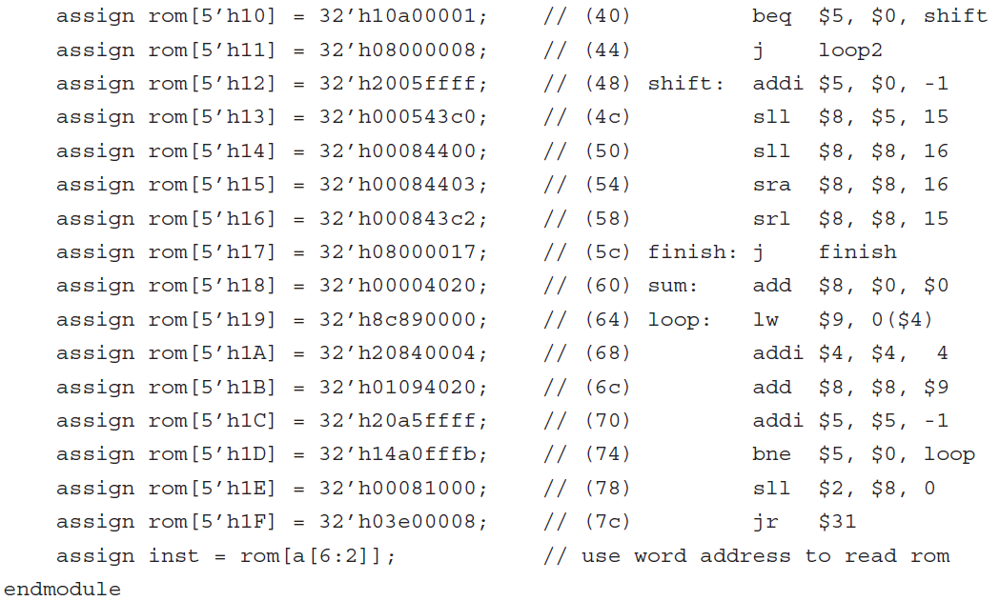 assign rom[5’h10] = 32’h10a00001; // (40) beq $5, $0, shift
assign rom[5’h11] = 32’h08000008; // (44) j loop2
assign rom[5’h12] = 32’h2005ffff; // (48) shift: addi $5, $0, -1
assign rom[5’h13] = 32’h000543c0; // (4c) sll $8, $5, 15
assign rom[5’h14] = 32’h00084400; // (50) sll $8, $8, 16
assign rom[5’h15] = 32’h00084403; // (54) sra $8, $8, 16
assign rom[5’h16] = 32’h000843c2; // (58) srl $8, $8, 15
assign rom[5’h17] = 32’h08000017; // (5c) finish: j finish
assign rom[5’h18] = 32’h00004020; // (60) sum: add $8, $0, $0
assign rom[5’h19] = 32’h8c890000; // (64) loop: lw $9, 0($4)
assign rom[5’h1A] = 32’h20840004; // (68) addi $4, $4, 4
assign rom[5’h1B] = 32’h01094020; // (6c) add $8, $8, $9
assign rom[5’h1C] = 32’h20a5ffff; // (70) addi $5, $5, -1
assign rom[5’h1D] = 32’h14a0fffb; // (74) bne $5, $0, loop
assign rom[5’h1E] = 32’h00081000; // (78) sll $2, $8, 0
assign rom[5’h1F] = 32’h03e00008; // (7c) jr $31
assign inst = rom[a[6:2]]; // use word address to read rom
endmodule